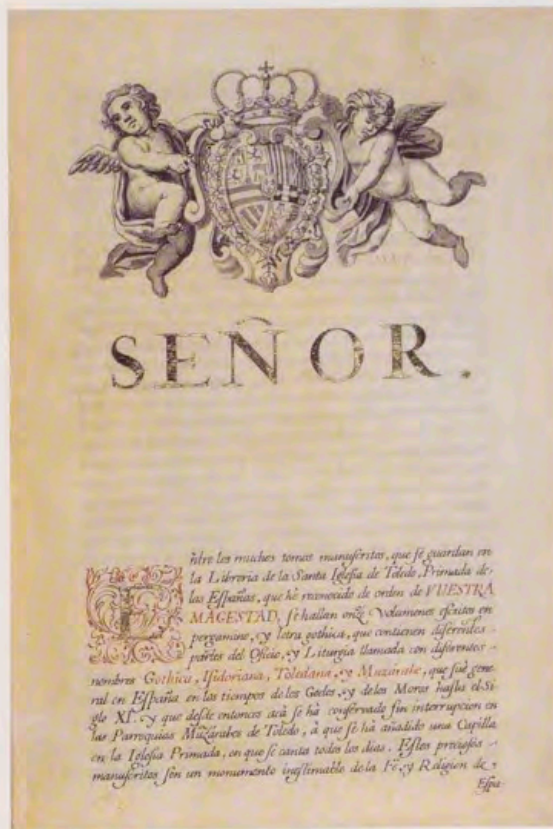 SEÑOR.
Entre los muchos tomos manuscritos, que se guardan en
la Libreria de la Santa Iglesia de Toledo, Primada de
las Españas, que hè reconocido de orden de VUESTRA
MAGESTAD, se hallan onze Volumenes escritos en
pergamino, y letra gothica, que contienen diferentes
partes del Oficio, y Liturgia llamada con diferentes
nombres Gothica, Isidoriana, Toledana, y Muzárabe, que fuè gene-
ral en España en los tiempos de los Godos, y de los Moros hasta el Si-
glo XI. y que desde entonces acá se hà conservado sin interrupcion en
las Parroquias Muzárabes de Toledo, à que se hà añadido una Capilla
en la Iglesia Primada, en que se canta todos los dias. Estos preciosos
manuscritos son un monumento inestimable de la Fè, y Religion de
Espa-